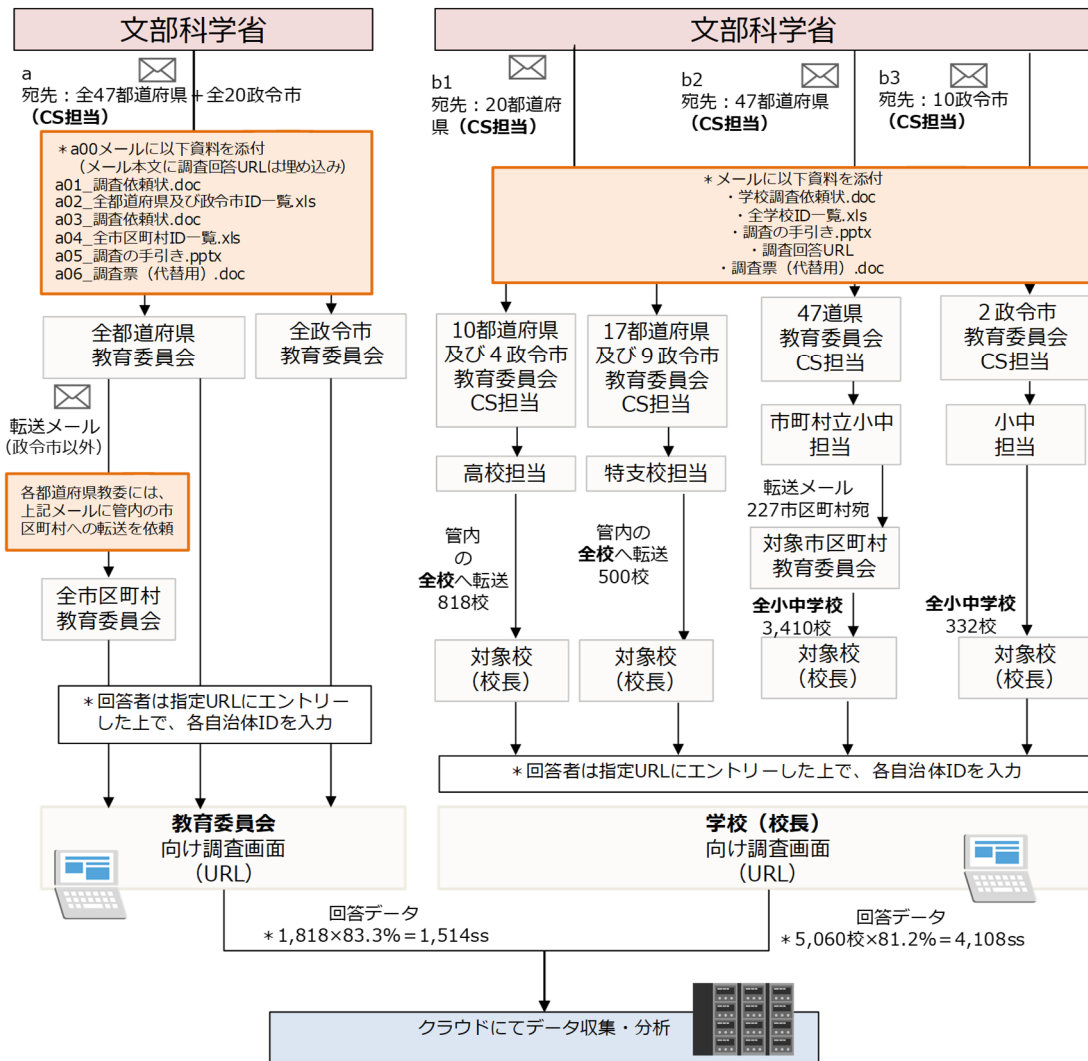 文部科学省
a
宛先：全47都道府県＋全20政令市
(CS担当)
＊a00メールに以下資料を添付
（メール本文に調査回答URLは埋め込み）
a01_調査依頼状.doc
a02_全都道府県及び政令市ID一覧.xls
a03_調査依頼状.doc
a04_全市区町村ID一覧.xls
a05_調査の手引き.pptx
a06_調査票（代替用）.doc
全都道府県
教育委員会
全政令市
教育委員会
転送メール
(政令市以外)
各都道府県教委には、
上記メールに管内の市
区町村への転送を依頼
全市区町村
教育委員会
＊回答者は指定URLにエントリー
した上で、各自治体IDを入力
教育委員会
向け調査画面
（URL）
回答データ
＊1,818×83.3%＝1,514ss
文部科学省
b1
宛先：20都道府
県（CS担当）
b2
宛先：47都道府県
（CS担当）
b3
宛先：10政令市
（CS担当）
＊メールに以下資料を添付
・学校調査依頼状.doc
・全学校ID一覧.xls
・調査の手引き.pptx
・調査回答URL
・調査票（代替用）.doc
10都道府県
及び４政令市
教育委員会
CS担当
17都道府県
及び９政令市
教育委員会
CS担当
47道県
教育委員会
CS担当
２政令市
教育委員会
CS担当
高校担当
特支校担当
市町村立小中
担当
小中
担当
転送メール
227市区町村宛
対象市区町村
教育委員会
管内
の
全校へ転送
818校
管内の
全校へ転送
500校
全小中学校
3,410校
全小中学校
332校
対象校
（校長）
対象校
（校長）
対象校
（校長）
対象校
（校長）
＊回答者は指定URLにエントリーした上で、各自治体IDを入力
学校（校長）
向け調査画面
（URL）
回答データ
＊5,060校×81.2%＝4,108ss
クラウドにてデータ収集・分析